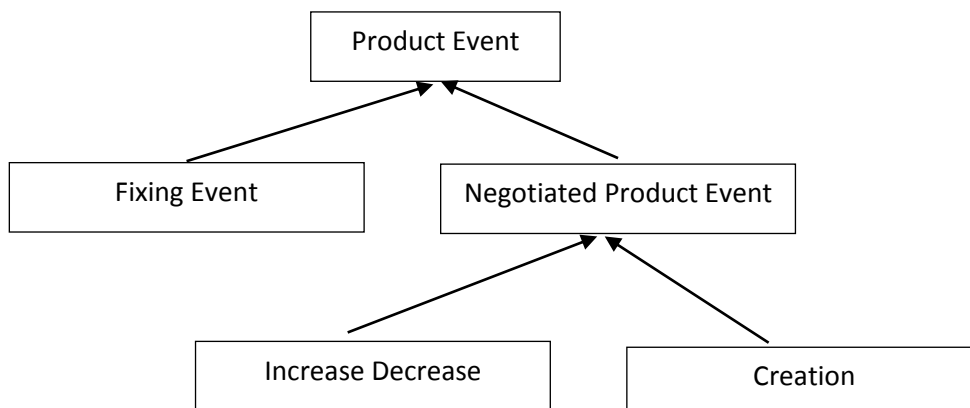 Product Event
Fixing Event
Negotiated Product Event
Increase Decrease
Creation